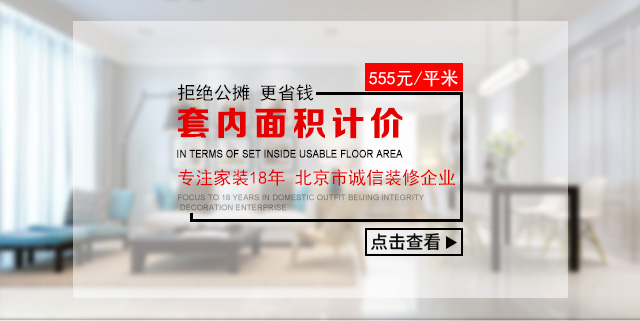 555元/平米
拒绝公摊 更省钱
套内面积计价
IN TERMS OF SET INSIDE USABLE FLOOR AREA
专注家装18年 北京市诚信装修企业
FOCUS TO 18 YEARS IN DOMESTIC OUTFIT BEIJING INTEGRITY
DECORATION ENTERPRISE
点击查看▶